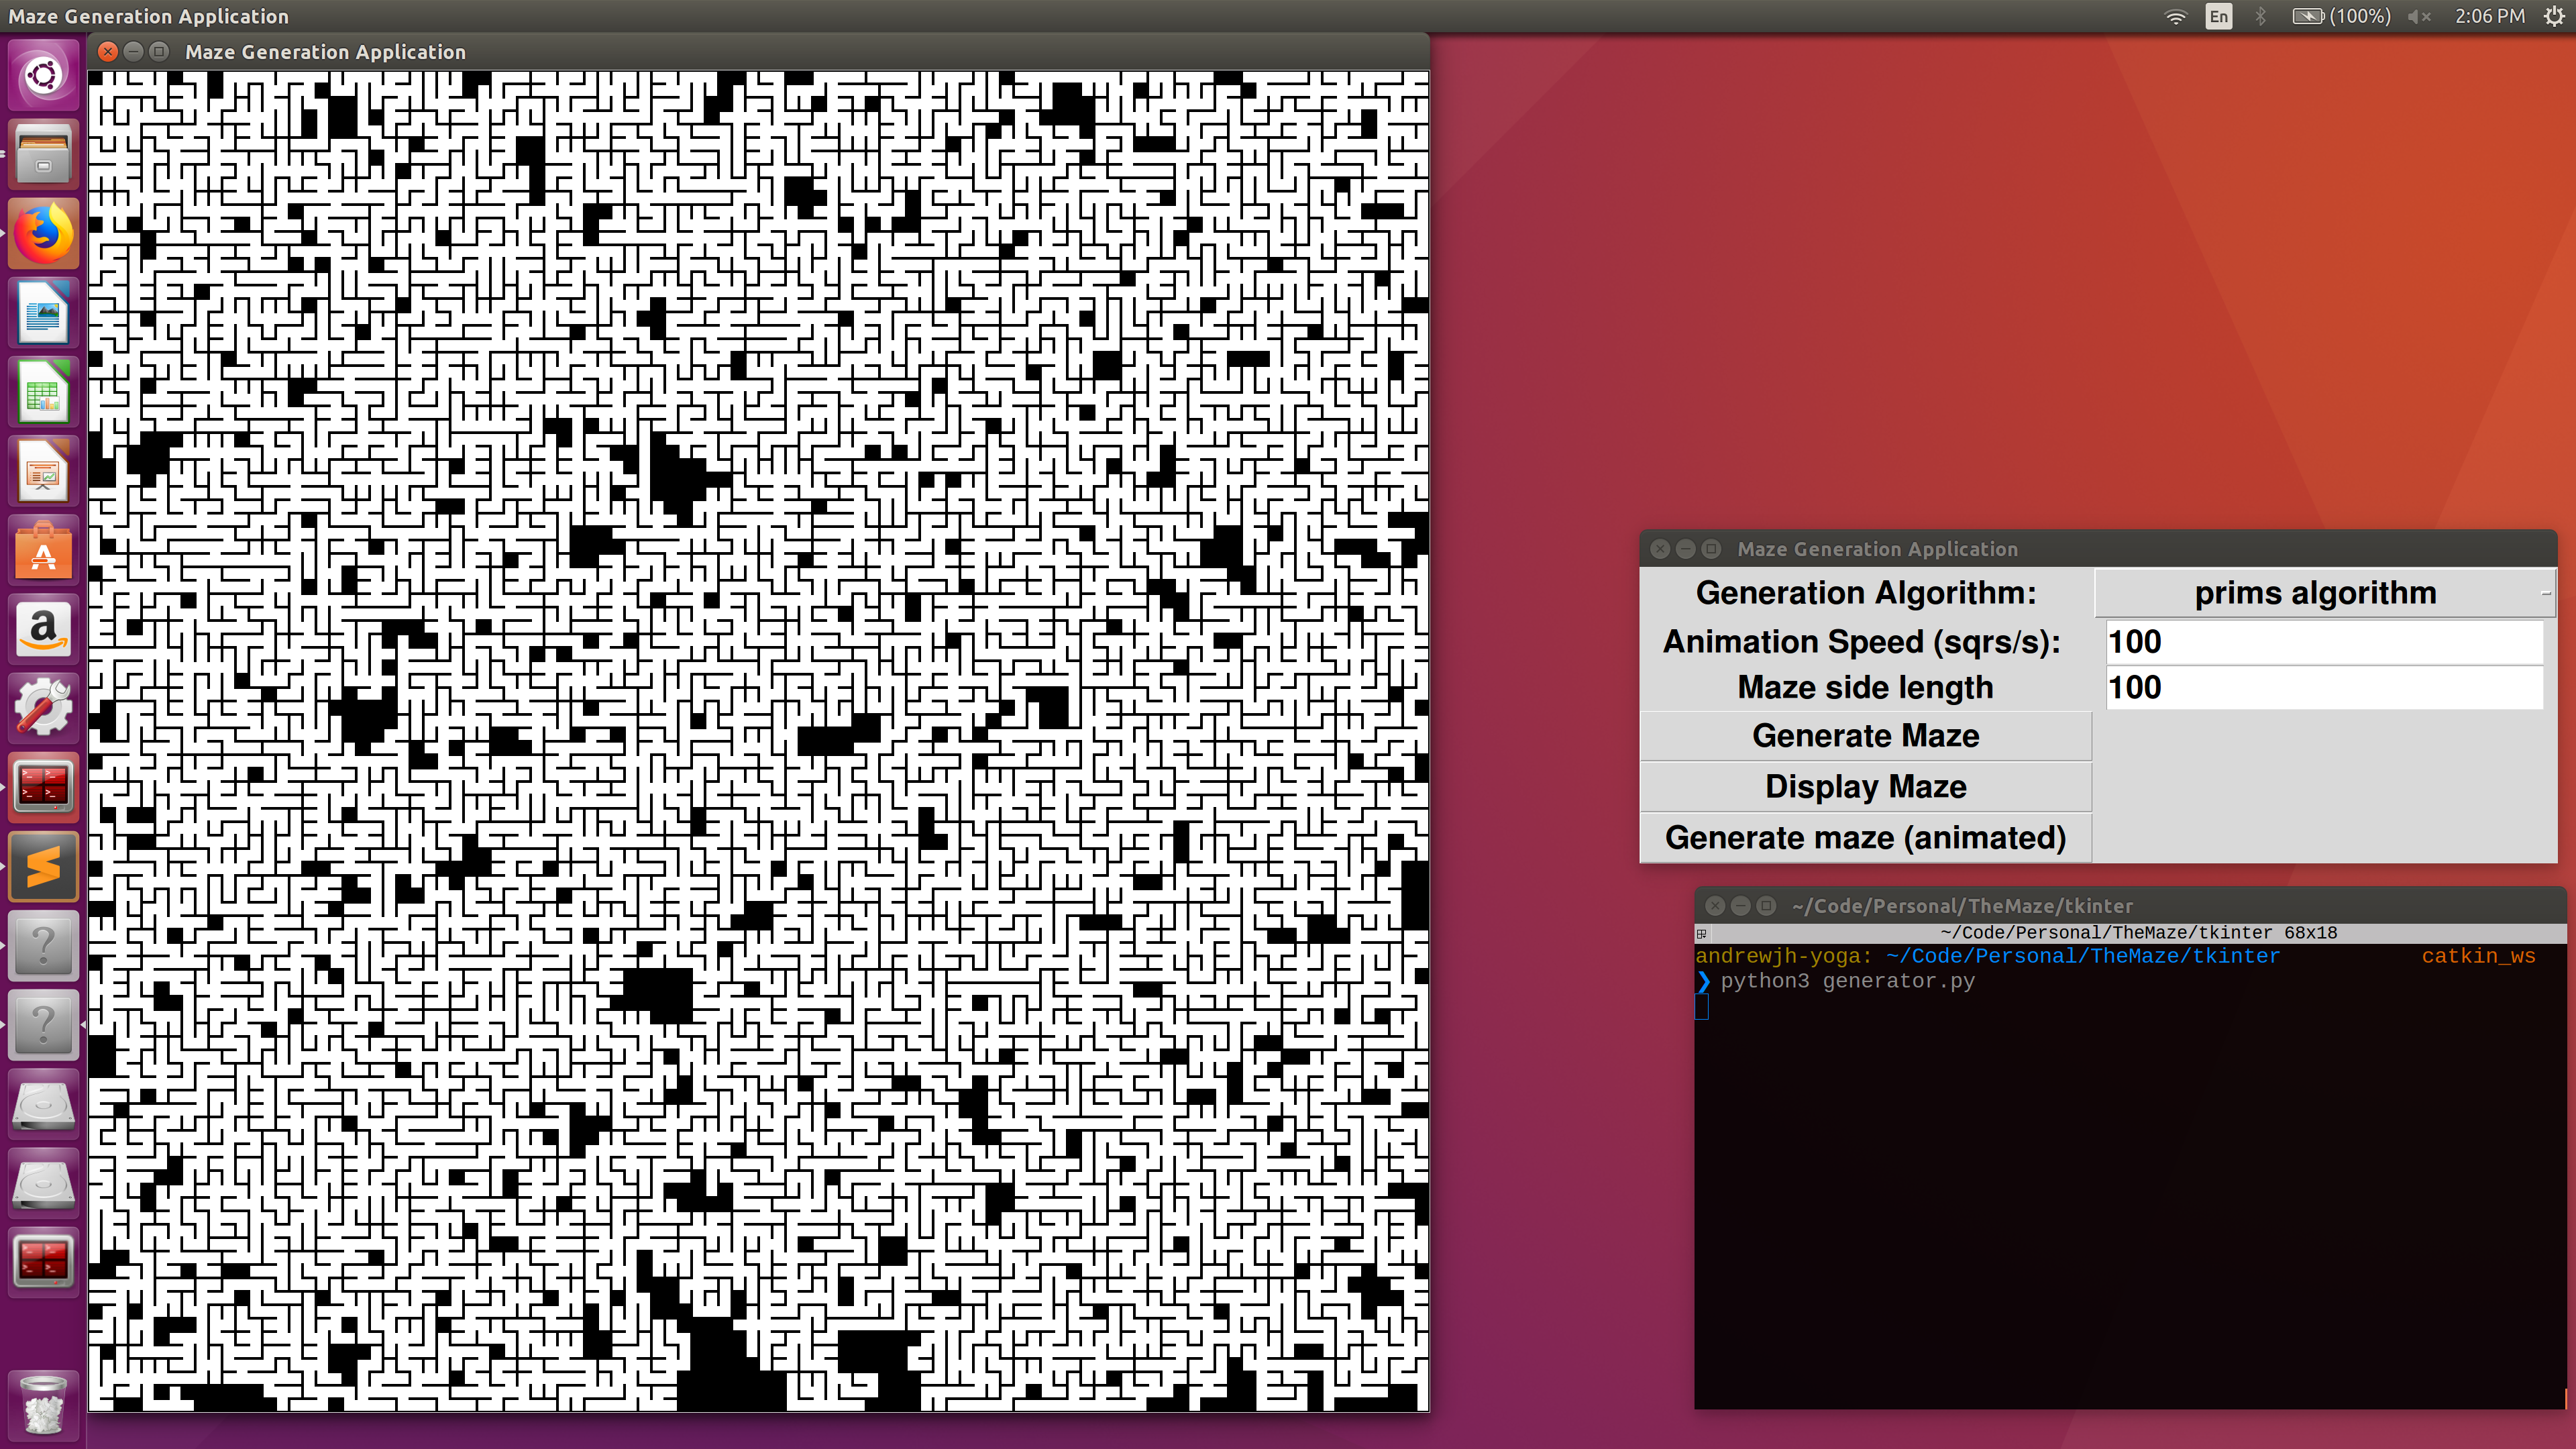 Maze Generation Application
En
(100%)
2:06 PM
Maze Generation Application
Maze Generation Application
Generation Algorithm:
prims algorithm
Animation Speed (sqrs/s):
100
Maze side length
100
Generate Maze
Display Maze
Generate maze (animated)
~/Code/Personal/TheMaze/tkinter
~/Code/Personal/TheMaze/tkinter 68x18
andrewjh-yoga: ~/Code/Personal/TheMaze/tkinter catkin_ws
❯ python3 generator.py